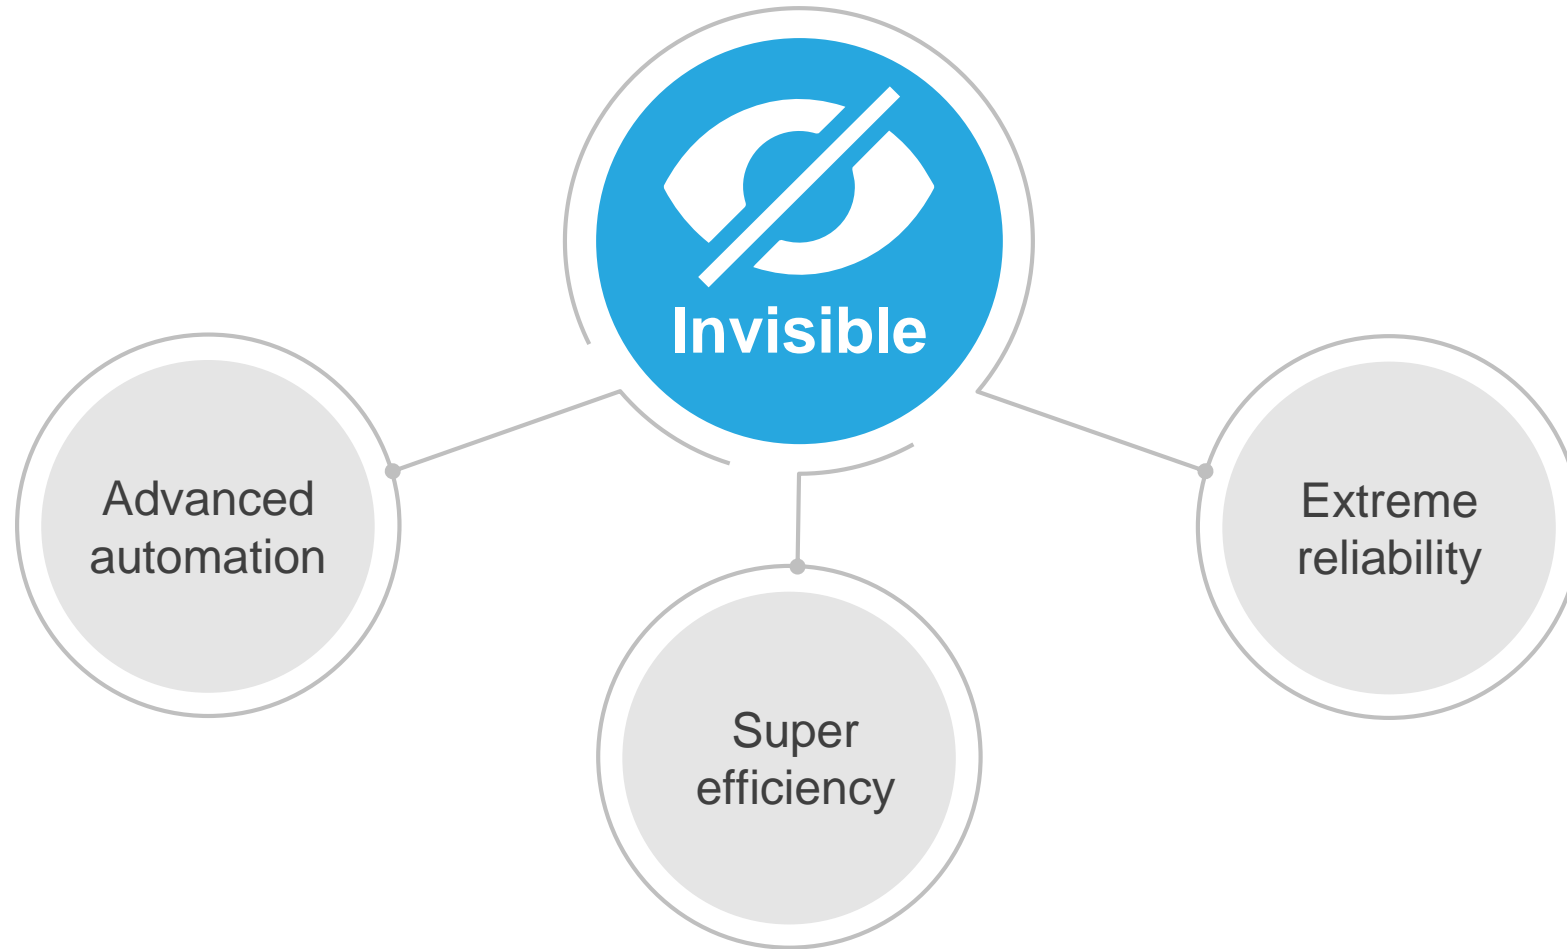 Invisible
Advanced
automation
Super
efficiency
Extreme
reliability